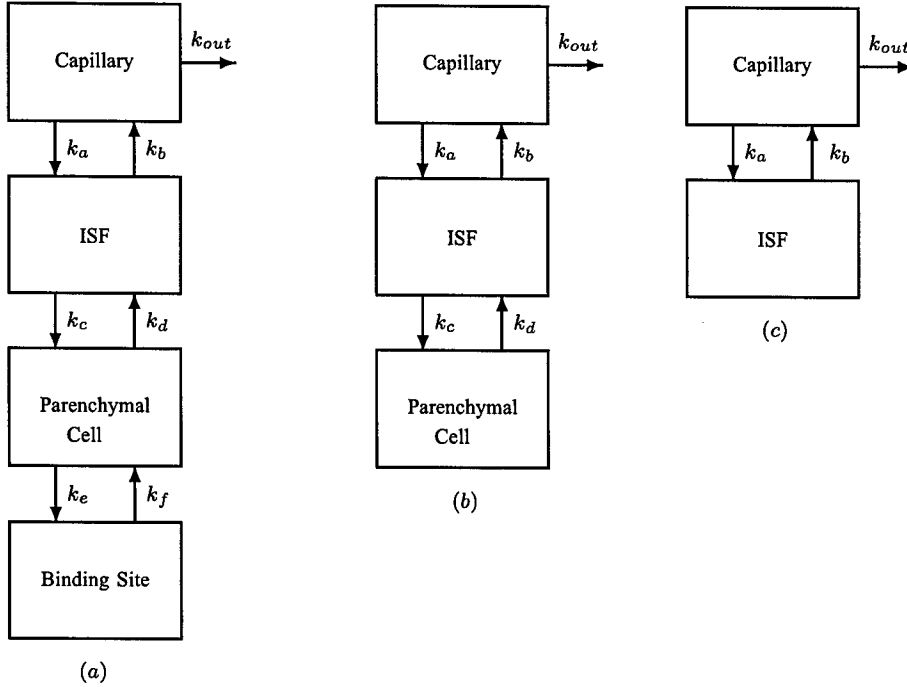 Capillary
k_out
k_a
k_b
ISF
k_c
k_d
Parenchymal
Cell
k_e
k_f
Binding Site
(a)
Capillary
k_out
k_a
k_b
ISF
k_c
k_d
Parenchymal
Cell
(b)
Capillary
k_out
k_a
k_b
ISF
(c)